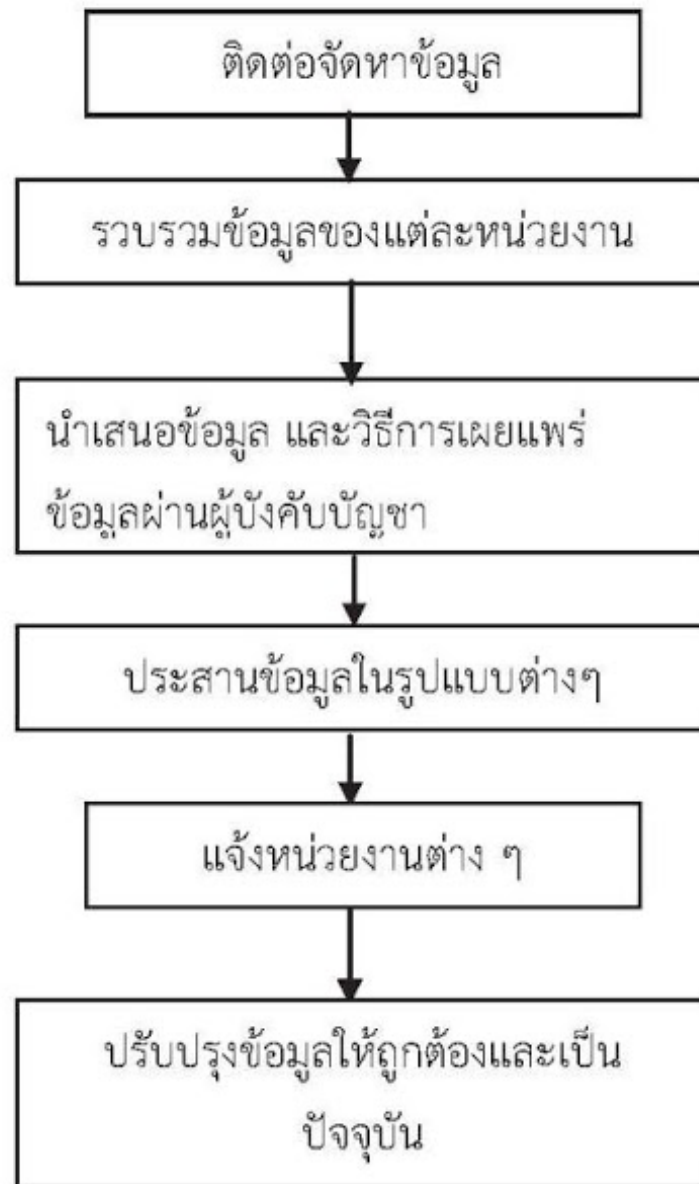 ติดต่อจัดหาข้อมูล
รวบรวมข้อมูลของแต่ละหน่วยงาน
นำเสนอข้อมูล และวิธีการเผยแพร่
ข้อมูลผ่านผู้บังคับบัญชา
ประสานข้อมูลในรูปแบบต่างๆ
แจ้งหน่วยงานต่าง ๆ
ปรับปรุงข้อมูลให้ถูกต้องและเป็น
ปัจจุบัน